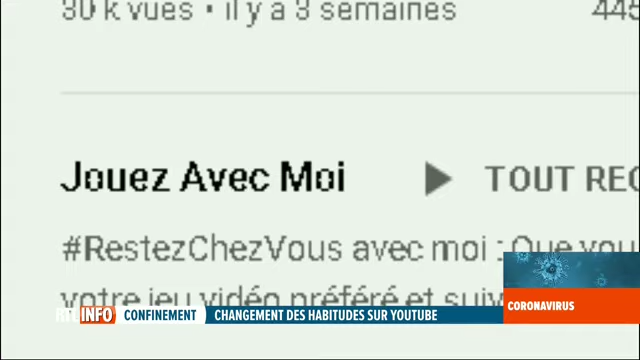 30 k vues • il y a 3 semaines 445
Jouez Avec Moi TOUT REC
#RestezChezVous avec moi : Que vou
votre jeu vidéo préféré et suiv
CORONAVIRUS
RTL INFO CONFINEMENT CHANGEMENT DES HABITUDES SUR YOUTUBE